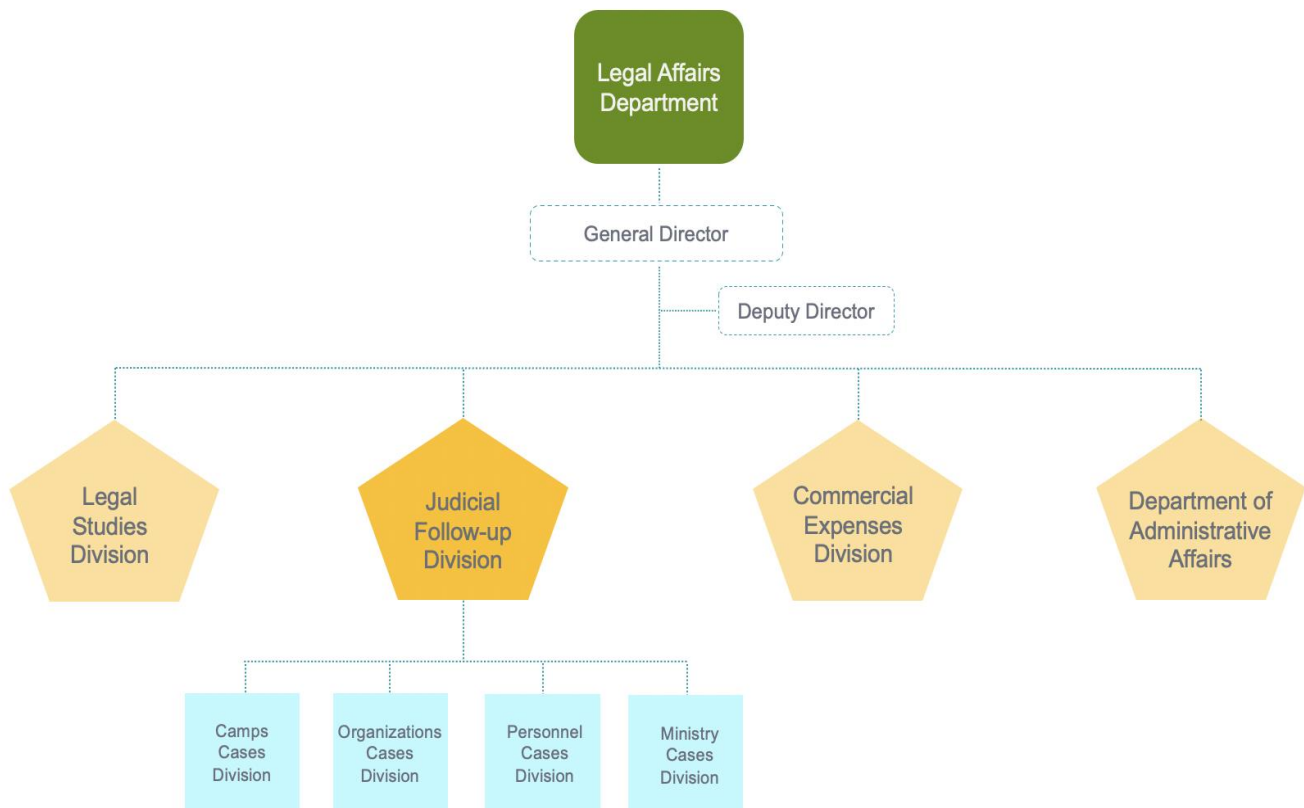 Legal Affairs
Department
General Director
Deputy Director
Legal
Studies
Division
Judicial
Follow-up
Division
Commercial
Expenses
Division
Department of
Administrative
Affairs
Camps
Cases
Division
Organizations
Cases
Division
Personnel
Cases
Division
Ministry
Cases
Division